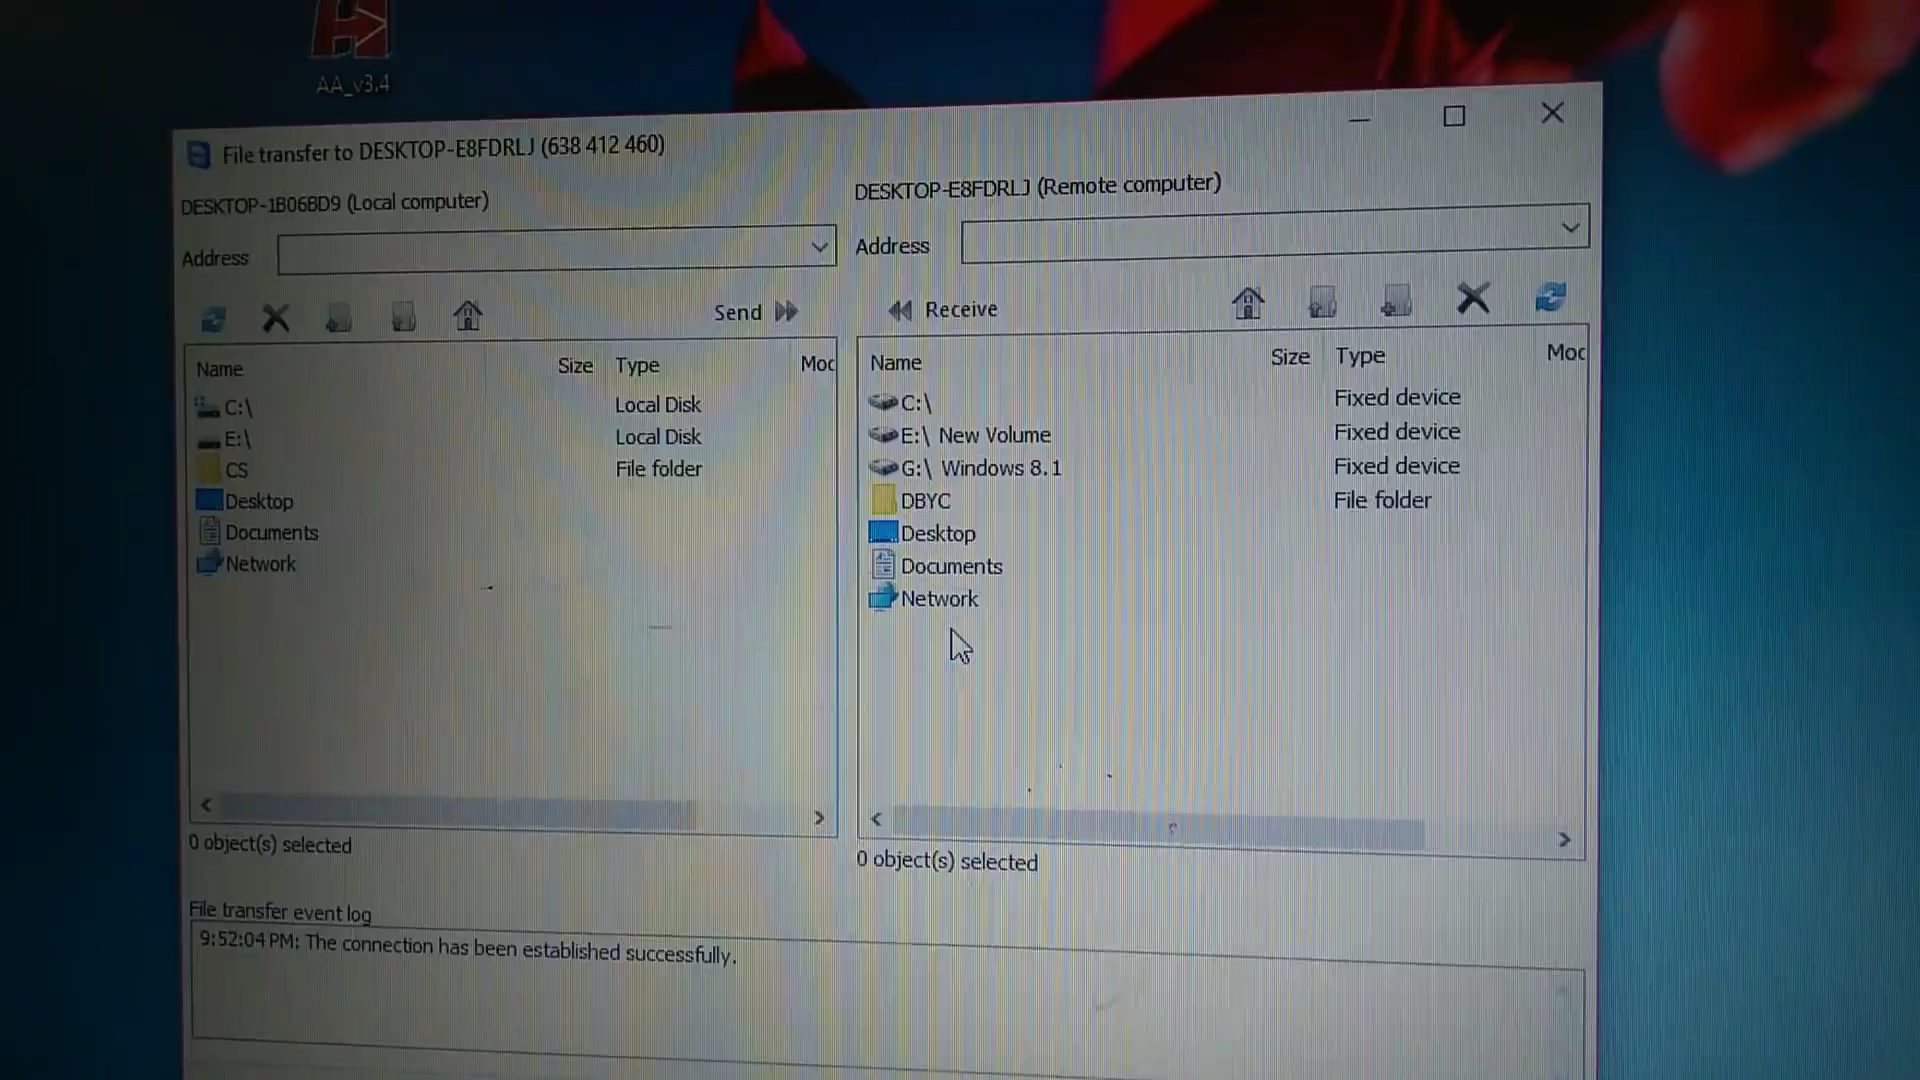 AA_v3.4
File transfer to DESKTOP-E8FDRLJ (638 412 460)
DESKTOP-1B06BD9 (Local computer)
Address
Send
Name Size Type Moc
C:\ Local Disk
E:\ Local Disk
CS File folder
Desktop
Documents
Network
0 object(s) selected
DESKTOP-E8FDRLJ (Remote computer)
Address
Receive
Name Size Type Moc
C:\ Fixed device
E:\ New Volume Fixed device
G:\ Windows 8.1 Fixed device
DBYC File folder
Desktop
Documents
Network
0 object(s) selected
File transfer event log
9:52:04 PM: The connection has been established successfully.